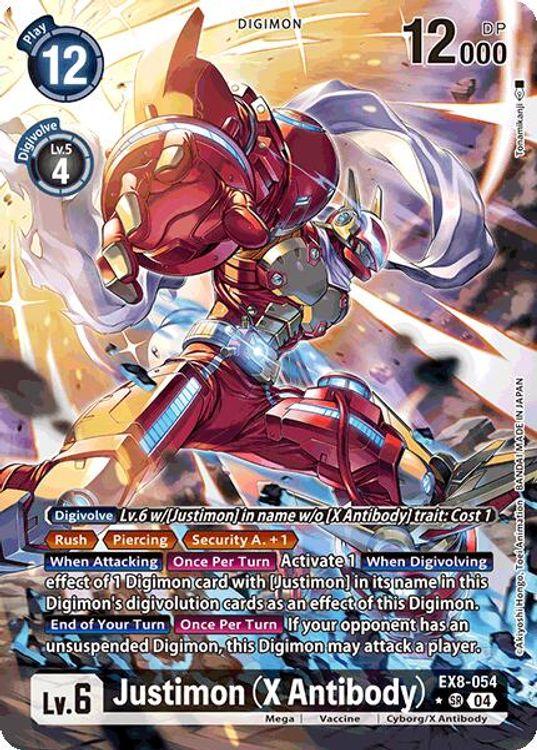 DIGIMON
Play
12
12000
DP
Digivolve
Lv.5
4
Tonamikanji
Digivolve Lv.6 w/[Justimon] in name w/o [X Antibody] trait: Cost 1
Rush Piercing Security A. +1
When Attacking Once Per Turn Activate 1 When Digivolving
effect of 1 Digimon card with [Justimon] in its name in this
Digimon's digivolution cards as an effect of this Digimon.
End of Your Turn Once Per Turn If your opponent has an
unsuspended Digimon, this Digimon may attack a player.
©Akiyoshi Hongo, Toei Animation BANDAI MADE IN JAPAN
Lv.6
Justimon (X Antibody)
EX8-054
SR 04
Mega | Vaccine | Cyborg/X Antibody